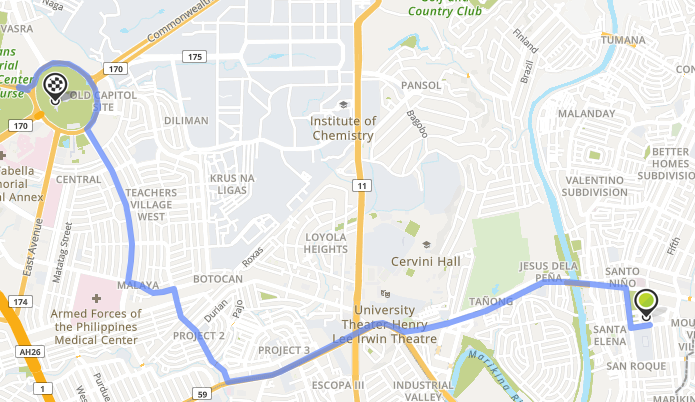 Golf and
Country Club
Commonwealth
Naga
VASRA
Finland
TUMANA
175
170
Brazil
PANSOL
OLD CAPITOL
SITE
MALANDAY
Institute of
Chemistry
Bagobo
170
DILIMAN
BETTER
HOMES
SUBDIVISION
CENTRAL
KRUS NA
LIGAS
VALENTINO
SUBDIVISION
11
TEACHERS
VILLAGE
WEST
East Avenue
Matatag Street
LOYOLA
HEIGHTS
Roxas
Fifth
Cervini Hall
JESUS DELA
PEÑA
SANTO
NIÑO
BOTOCAN
MALAYA
TAÑONG
174
Armed Forces of
the Philippines
Medical Center
Durian
Pajo
University
Theater Henry
Lee Irwin Theatre
SANTA
ELENA
PROJECT 2
AH26
PROJECT 3
SAN ROQUE
Marikina R
1
Purdue
59
ESCOPA III
INDUSTRIAL
VALLEY